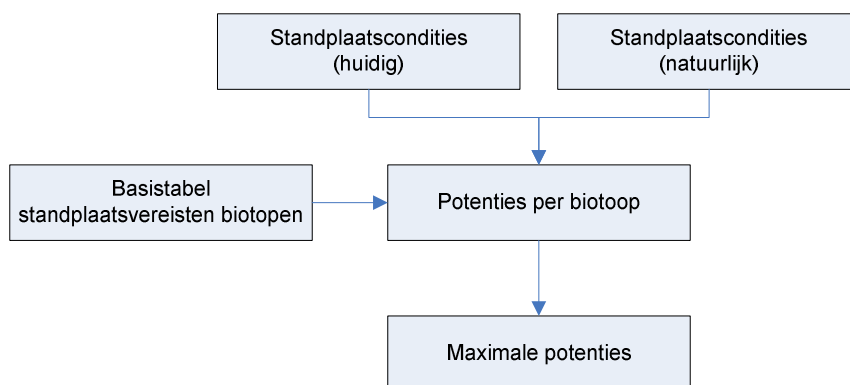 Standplaatscondities
(huidig)
Standplaatscondities
(natuurlijk)
Basistabel
standplaatsvereisten biotopen
Potenties per biotoop
Maximale potenties